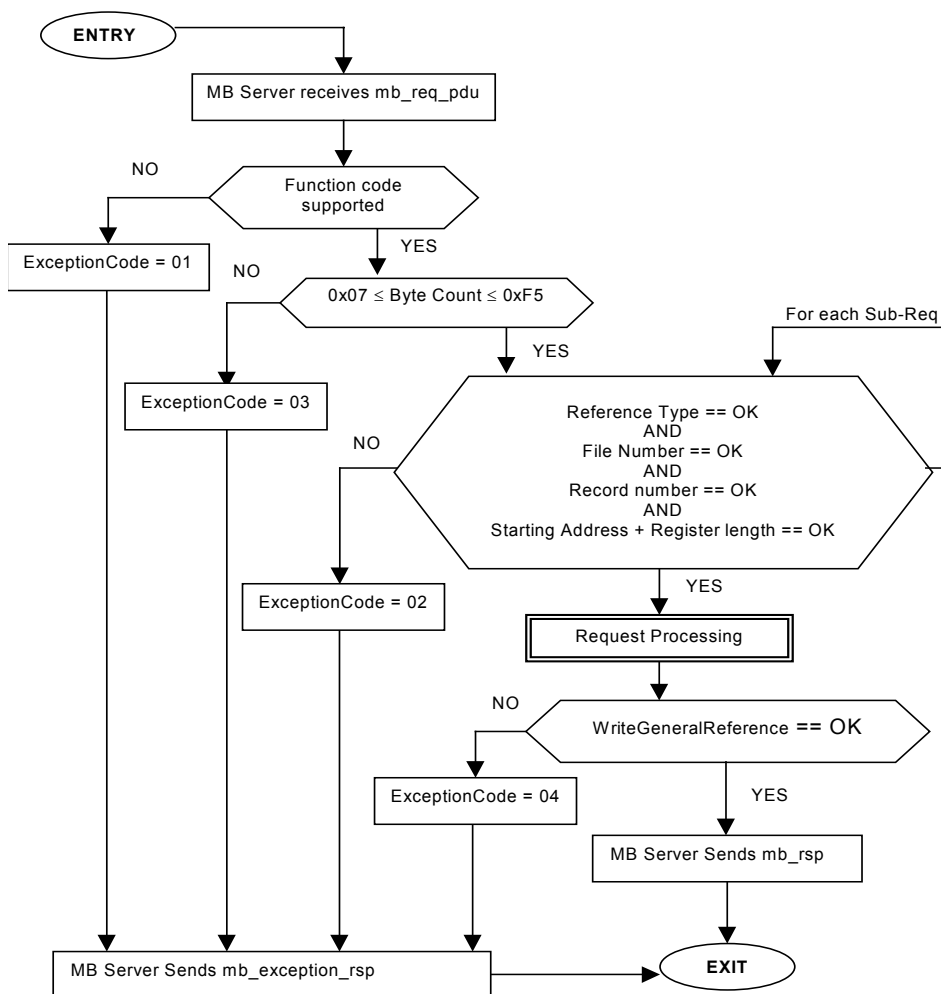 ENTRY
MB Server receives mb_req_pdu
NO
Function code
supported
YES
ExceptionCode = 01
NO
0x07 ≤ Byte Count ≤ 0xF5
For each Sub-Req
YES
ExceptionCode = 03
Reference Type == OK
AND
File Number == OK
AND
Record number == OK
AND
Starting Address + Register length == OK
NO
YES
ExceptionCode = 02
Request Processing
NO
WriteGeneralReference == OK
ExceptionCode = 04
YES
MB Server Sends mb_rsp
MB Server Sends mb_exception_rsp
EXIT